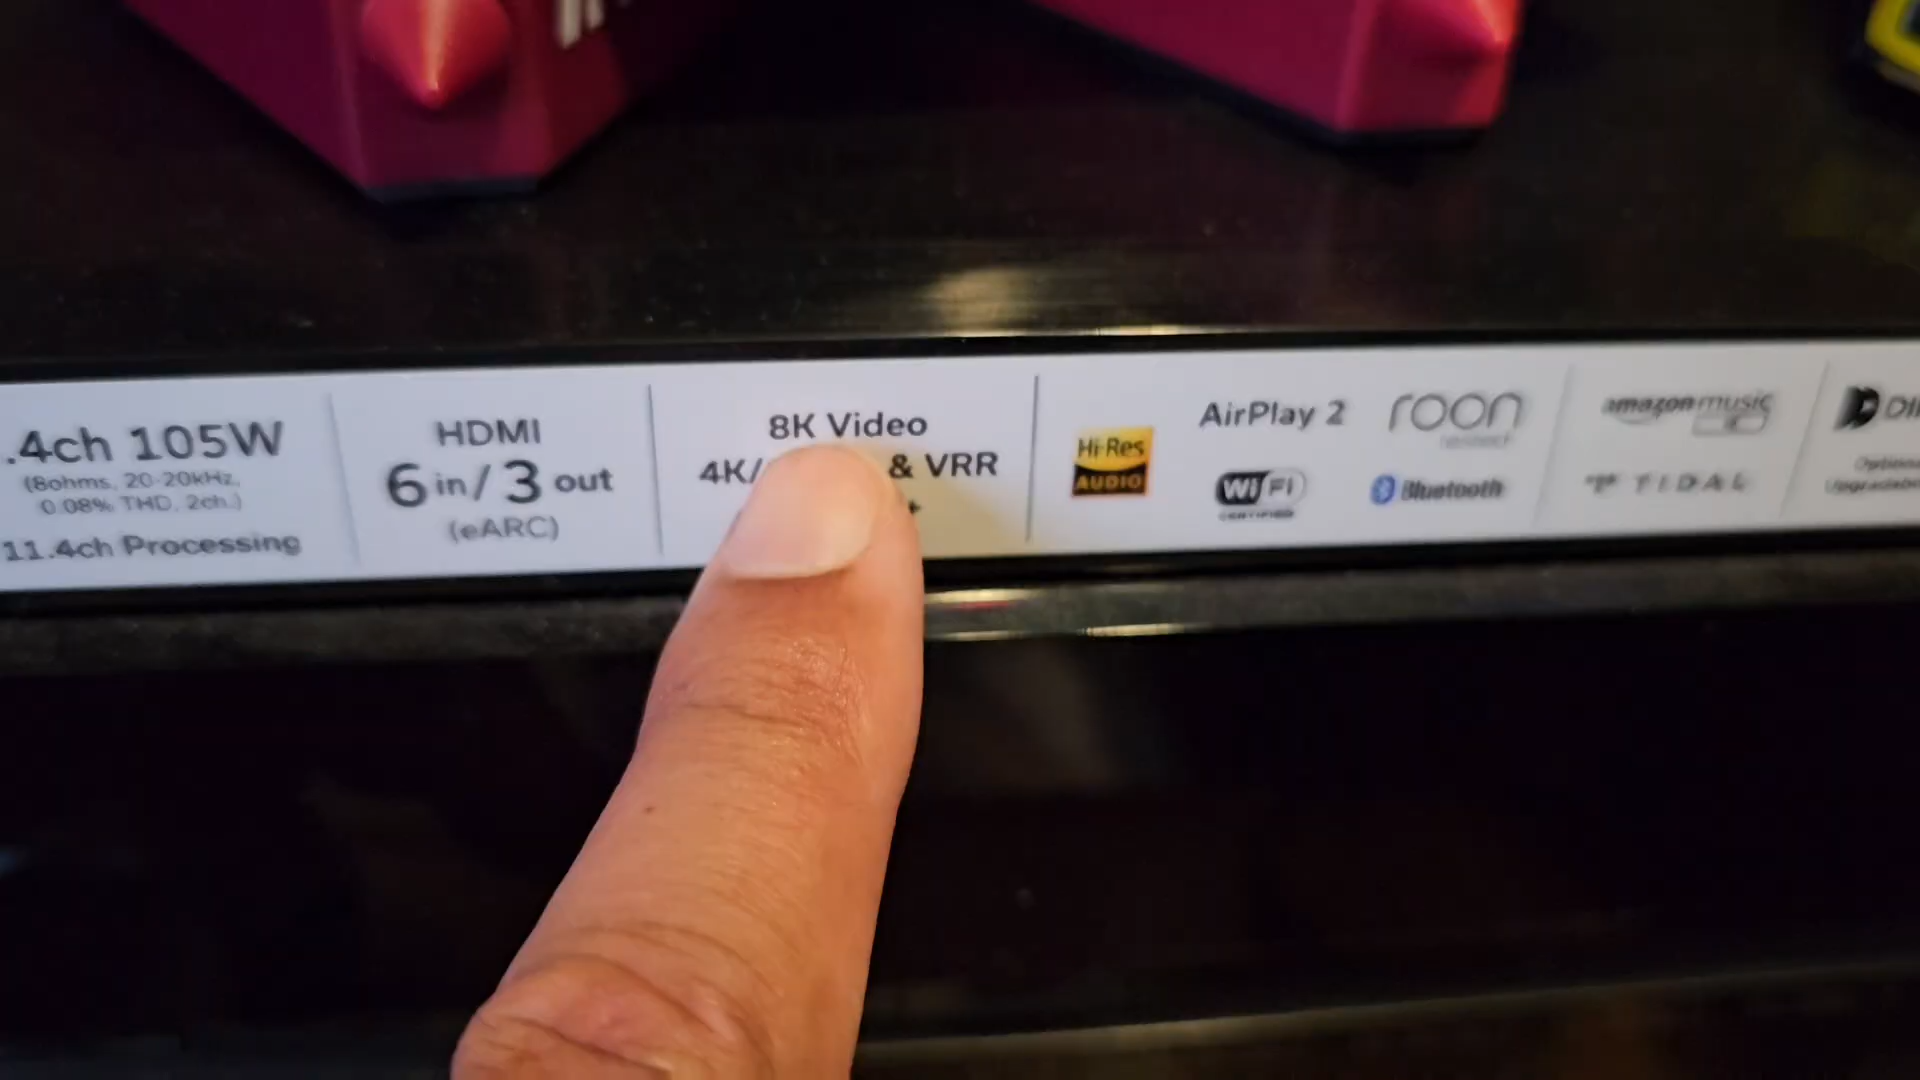 .4ch 105W
(8ohms, 20-20kHz,
0.08% THD, 2ch.)
11.4ch Processing
HDMI
6 in/ 3 out
(eARC)
8K Video
4K/ & VRR
+
Hi-Res
AUDIO
AirPlay 2
roon
Wi Fi
CERTIFIED
Bluetooth
amazon music
TIDAL